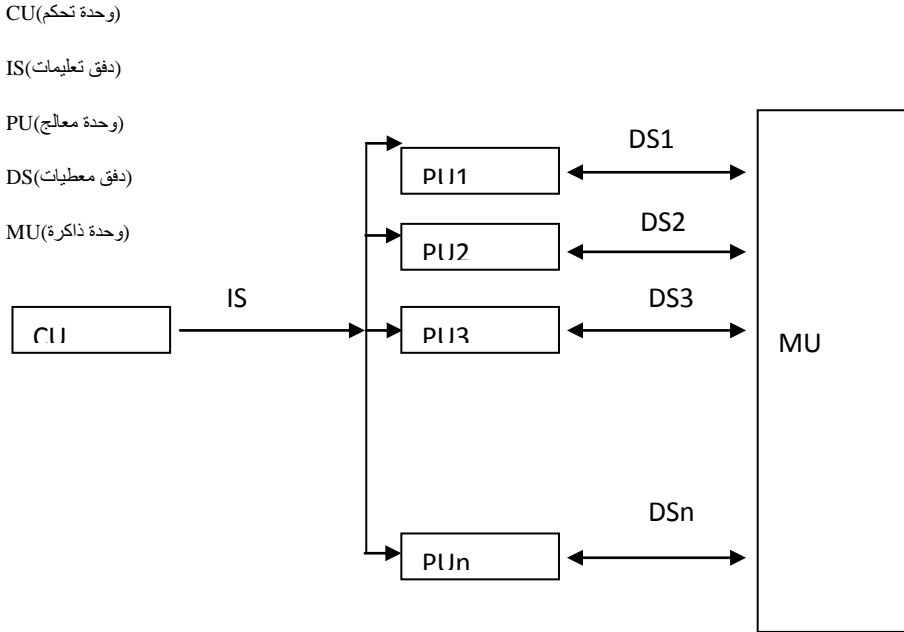 CU(وحدة تحكم)
IS(دفق تعليمات)
PU(وحدة معالج)
DS(دفق معطيات)
MU(وحدة ذاكرة)
DS1
PU1
DS2
PU2
IS
DS3
CU
PU3
MU
DSn
PUn